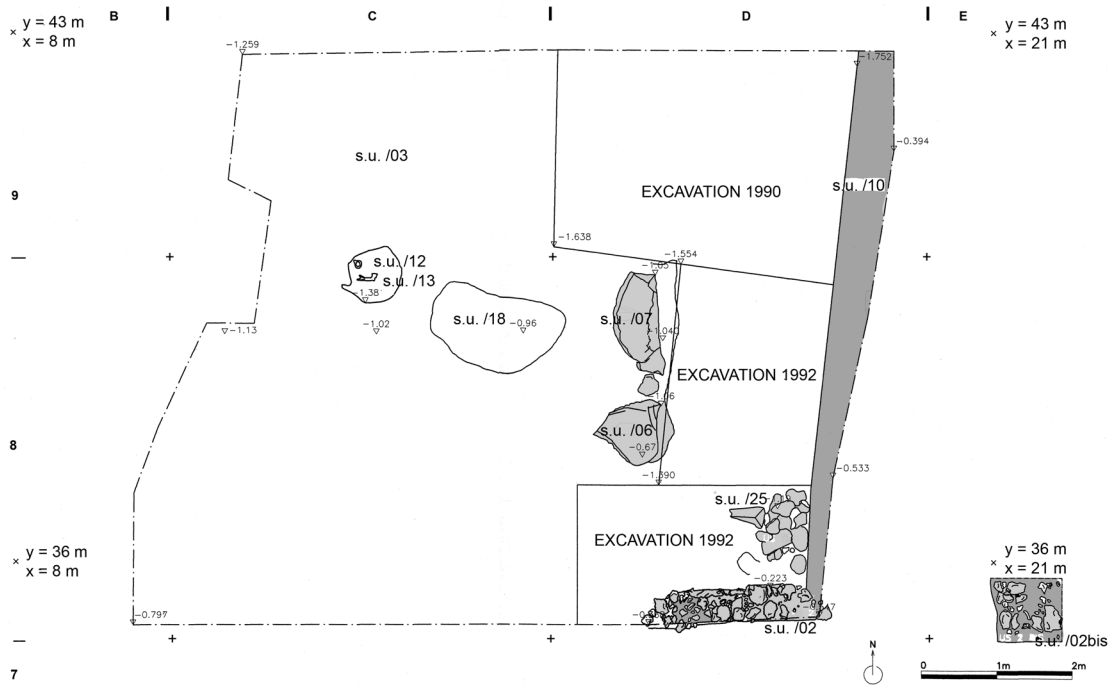 y = 43 m
x = 8 m
B
C
D
E
y = 43 m
x = 21 m
-1.259
-1.752
-0.394
s.u. /03
s.u. /10
EXCAVATION 1990
9
-1.638
-1.554
s.u. /12
s.u. /13
-1.38
s.u. /18
-0.96
-1.02
-1.13
s.u. /07
EXCAVATION 1992
-1.06
s.u. /06
-0.67
8
-0.533
-1.390
s.u. /25
EXCAVATION 1992
y = 36 m
x = 8 m
y = 36 m
x = 21 m
-0.223
-0.797
s.u. /02
s.u. /02bis
N
7
0
1m
2m